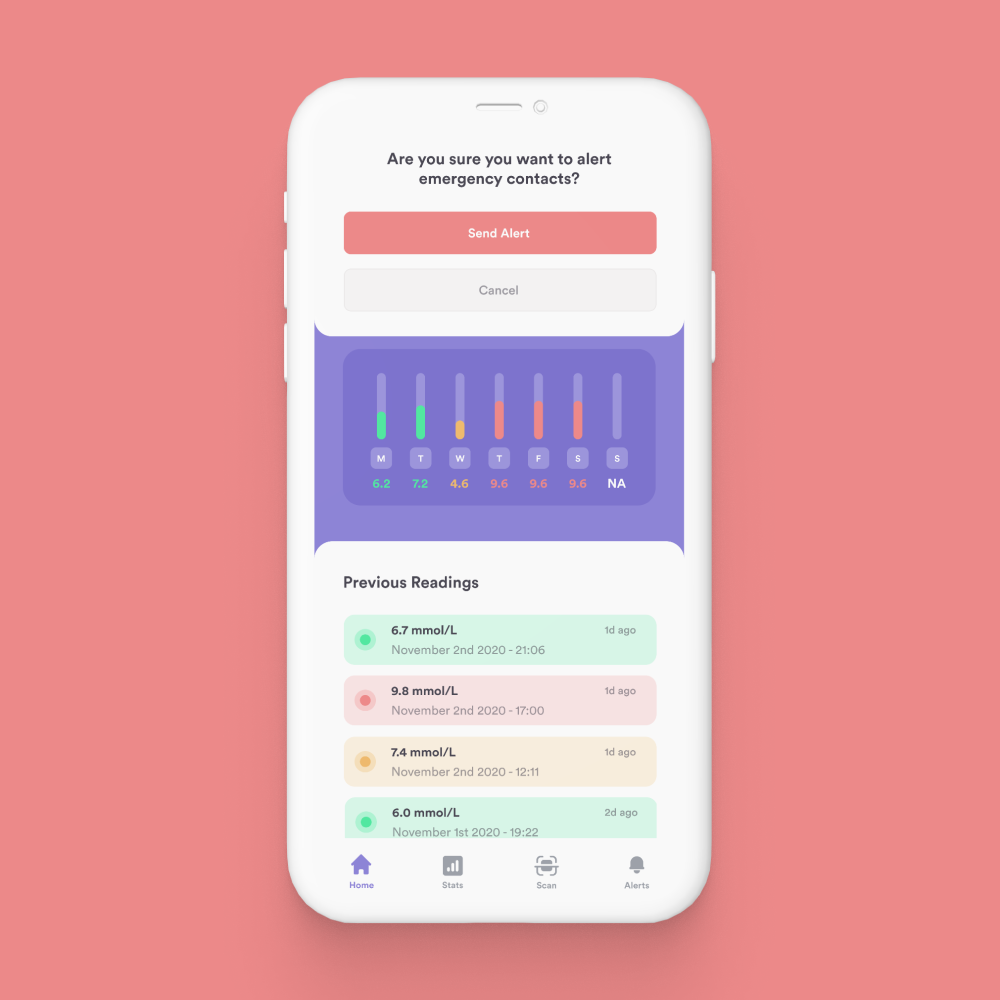 Are you sure you want to alert
emergency contacts?
Send Alert
Cancel
M T W T F S S
6.2 7.2 4.6 9.6 9.6 9.6 NA
Previous Readings
6.7 mmol/L 1d ago
November 2nd 2020 - 21:06
9.8 mmol/L 1d ago
November 2nd 2020 - 17:00
7.4 mmol/L 1d ago
November 2nd 2020 - 12:11
6.0 mmol/L 2d ago
November 1st 2020 - 19:22
Home Stats Scan Alerts